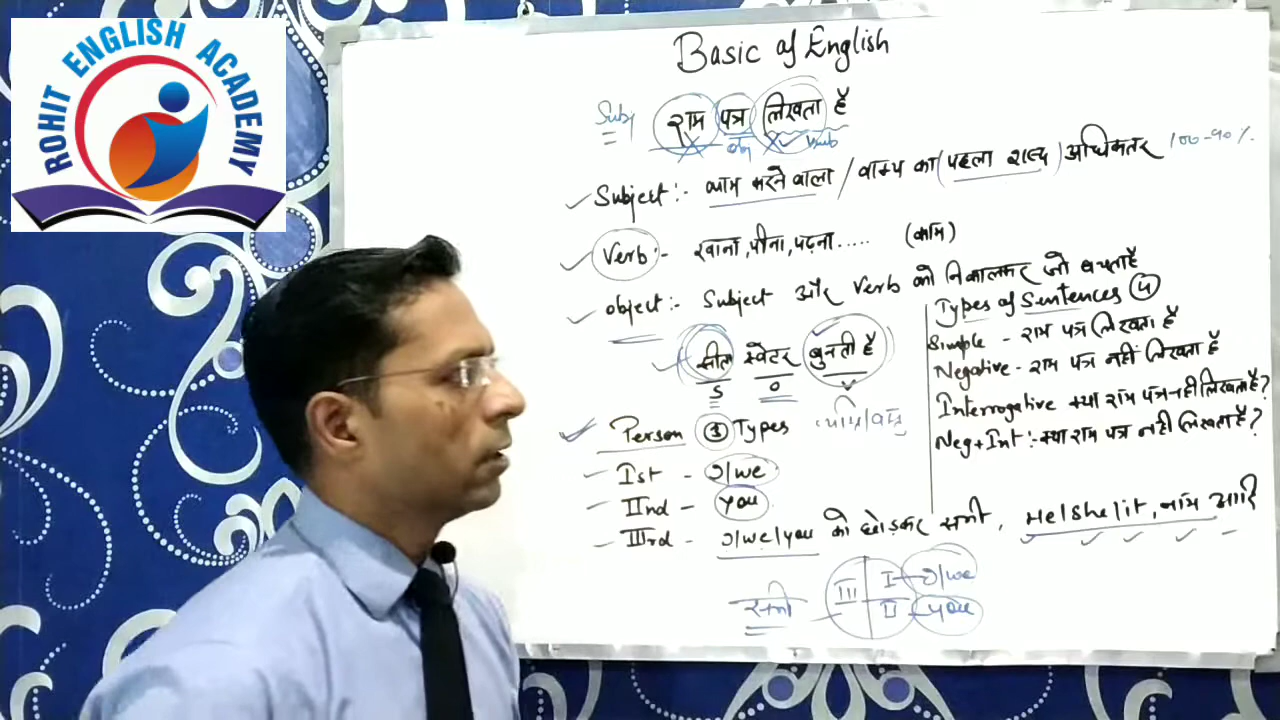 ROHIT ENGLISH ACADEMY
Basic of English
Subj राम पत्र लिखता है
obj verb
Subject :- काम करने वाला / वाक्य का (पहला शब्द) अधिकतर 100-90 %.
Verb :- खाना, पीना, पढ़ना..... (काम)
object :- Subject और Verb को निकालकर जो बचता है
सीता स्वेटर बुनती है
S O
Person ③ Types
Ist - I/we
IInd - you
IIIrd - I/we/you को छोड़कर सभी, He/She/it, नाम आदि
Types of Sentences ④
Simple - राम पत्र लिखता है
Negative - राम पत्र नहीं लिखता है
Interrogative क्या राम पत्र नही लिखता है?
Neg+Int :- क्या राम पत्र नही लिखता है?
सभी III I - I/we
II - you